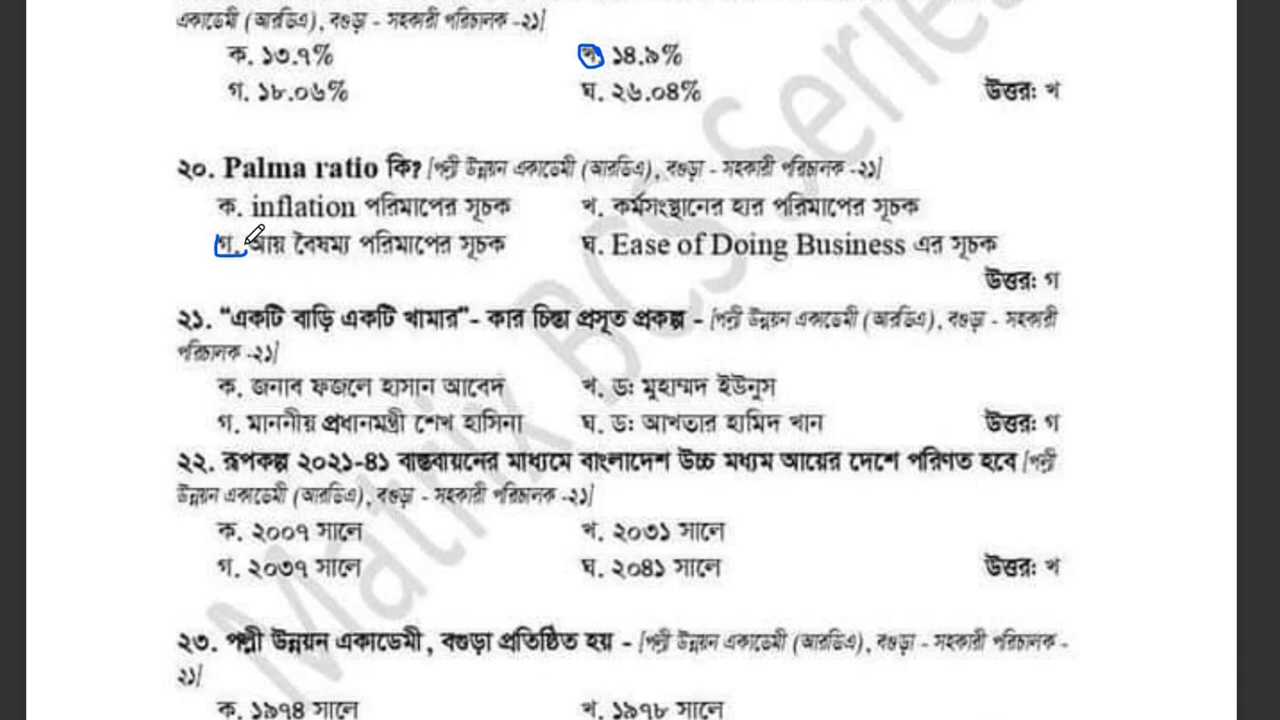 একাডেমী (আরডিএ), বগুড়া - সহকারী পরিচালক -২১]
ক. ১৩.৭% খ. ১৪.৯%
গ. ১৮.০৬% ঘ. ২৬.০৪% উত্তর: খ
২০. Palma ratio কি? [পল্লী উন্নয়ন একাডেমী (আরডিএ), বগুড়া - সহকারী পরিচালক -২১]
ক. inflation পরিমাপের সূচক খ. কর্মসংস্থানের হার পরিমাপের সূচক
গ. আয় বৈষম্য পরিমাপের সূচক ঘ. Ease of Doing Business এর সূচক
উত্তর: গ
২১. “একটি বাড়ি একটি খামার”- কার চিন্তা প্রসূত প্রকল্প - [পল্লী উন্নয়ন একাডেমী (আরডিএ), বগুড়া - সহকারী
পরিচালক -২১]
ক. জনাব ফজলে হাসান আবেদ খ. ড: মুহাম্মদ ইউনুস
গ. মাননীয় প্রধানমন্ত্রী শেখ হাসিনা ঘ. ড: আখতার হামিদ খান উত্তর: গ
২২. রূপকল্প ২০২১-৪১ বাস্তবায়নের মাধ্যমে বাংলাদেশ উচ্চ মধ্যম আয়ের দেশে পরিণত হবে [পল্লী
উন্নয়ন একাডেমী (আরডিএ), বগুড়া - সহকারী পরিচালক -২১]
ক. ২০০৭ সালে খ. ২০৩১ সালে
গ. ২০৩৭ সালে ঘ. ২০৪১ সালে উত্তর: খ
২৩. পল্লী উন্নয়ন একাডেমী, বগুড়া প্রতিষ্ঠিত হয় - [পল্লী উন্নয়ন একাডেমী (আরডিএ), বগুড়া - সহকারী পরিচালক -
২১]
ক. ১৯৭৪ সালে খ. ১৯৭৮ সালে
Matrix BCS Series